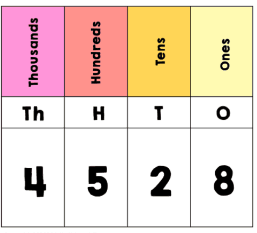 Thousands Hundreds Tens Ones
Th H T O
4 5 2 8